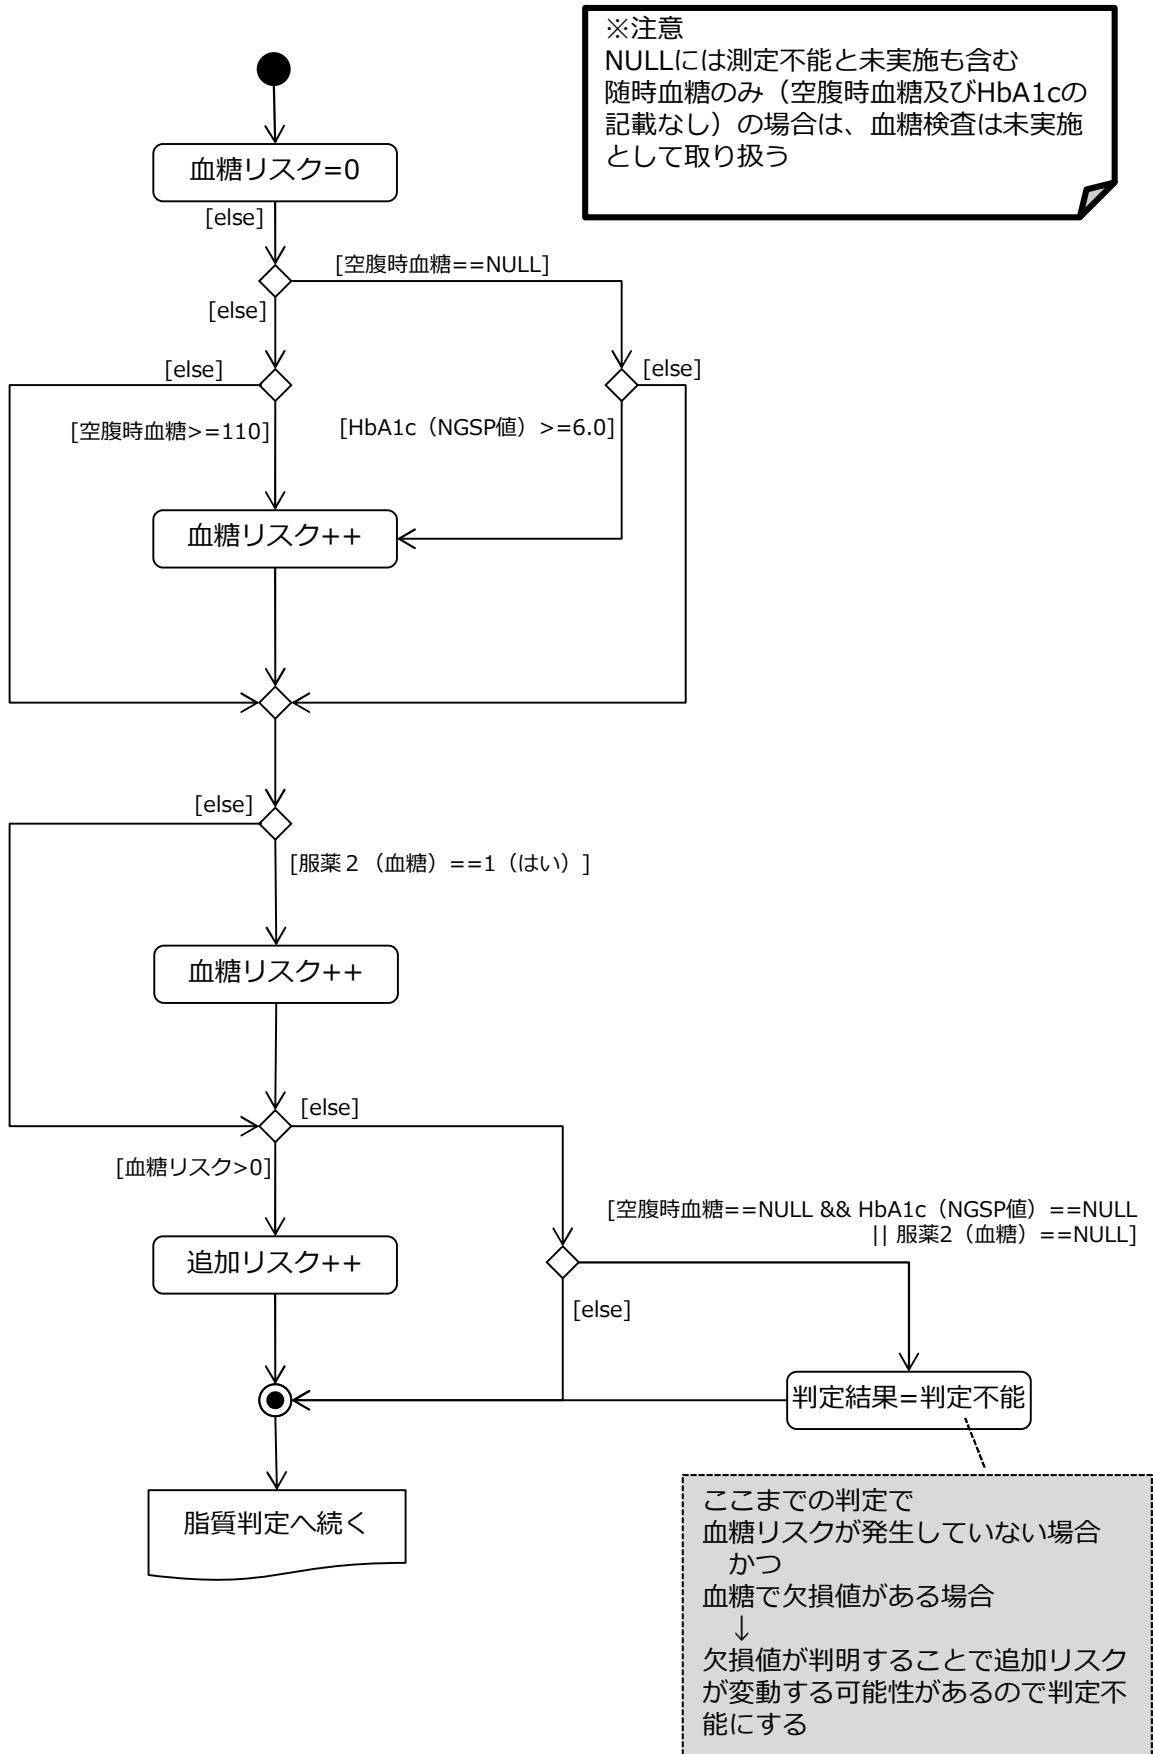 ※注意
NULLには測定不能と未実施も含む
随時血糖のみ（空腹時血糖及びHbA1cの
記載なし）の場合は、血糖検査は未実施
として取り扱う
血糖リスク=0
[else]
[空腹時血糖==NULL]
[else]
[else]
[else]
[空腹時血糖>=110]
[HbA1c（NGSP値）>=6.0]
血糖リスク++
[else]
[服薬２（血糖）==1（はい）]
血糖リスク++
[else]
[血糖リスク>0]
[空腹時血糖==NULL && HbA1c（NGSP値）==NULL
|| 服薬2（血糖）==NULL]
追加リスク++
[else]
判定結果=判定不能
脂質判定へ続く
ここまでの判定で
血糖リスクが発生していない場合
かつ
血糖で欠損値がある場合
↓
欠損値が判明することで追加リスク
が変動する可能性があるので判定不
能にする